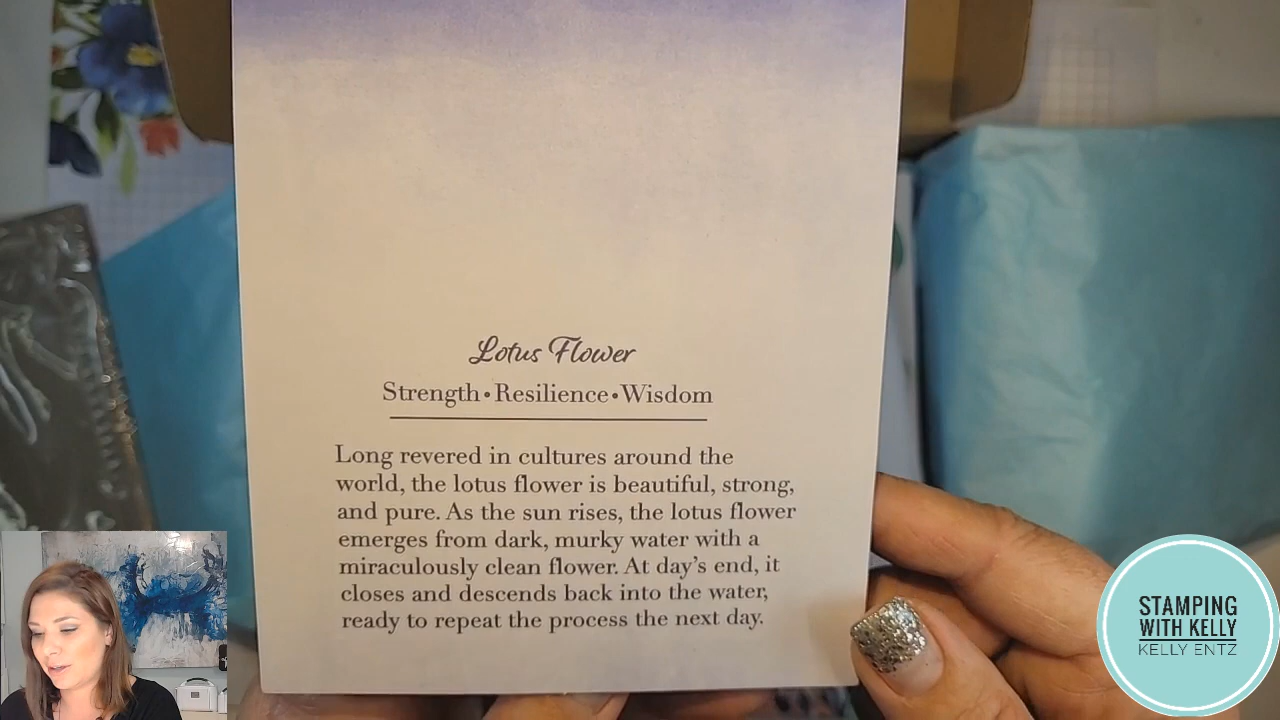 Lotus Flower
Strength•Resilience•Wisdom
Long revered in cultures around the
world, the lotus flower is beautiful, strong,
and pure. As the sun rises, the lotus flower
emerges from dark, murky water with a
miraculously clean flower. At day's end, it
closes and descends back into the water,
ready to repeat the process the next day.
STAMPING
WITH KELLY
KELLY ENTZ